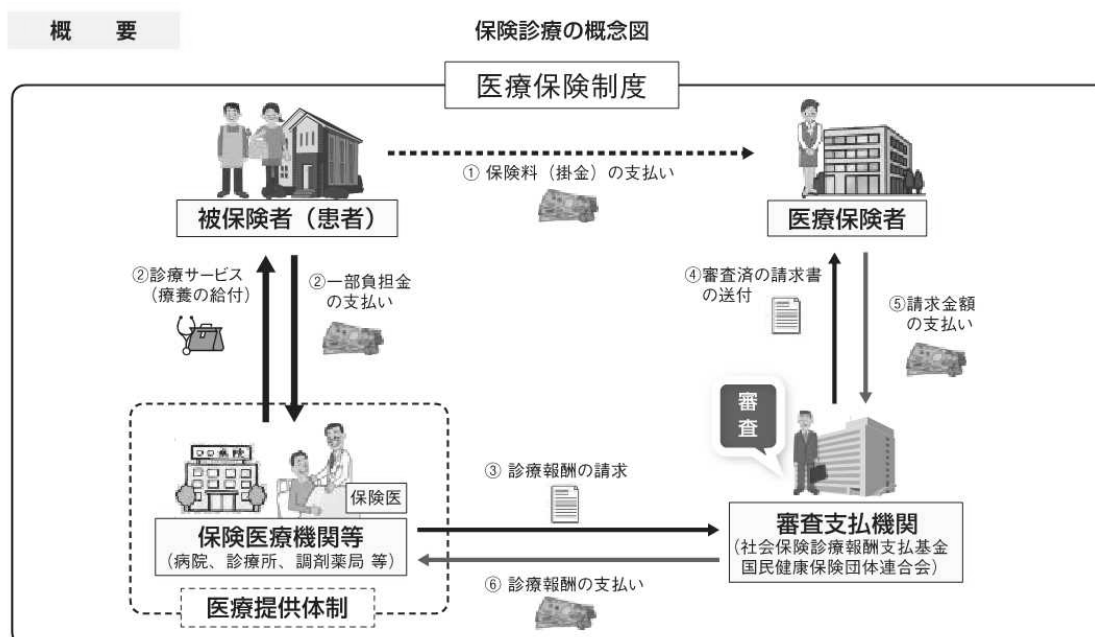 概　要
保険診療の概念図
医療保険制度
① 保険料（掛金）の支払い
被保険者（患者）
医療保険者
②診療サービス
（療養の給付）
②一部負担金
の支払い
④審査済の請求書
の送付
⑤請求金額
の支払い
審査
保険医
③ 診療報酬の請求
保険医療機関等
（病院、診療所、調剤薬局 等）
審査支払機関
（社会保険診療報酬支払基金
国民健康保険団体連合会）
⑥ 診療報酬の支払い
医療提供体制